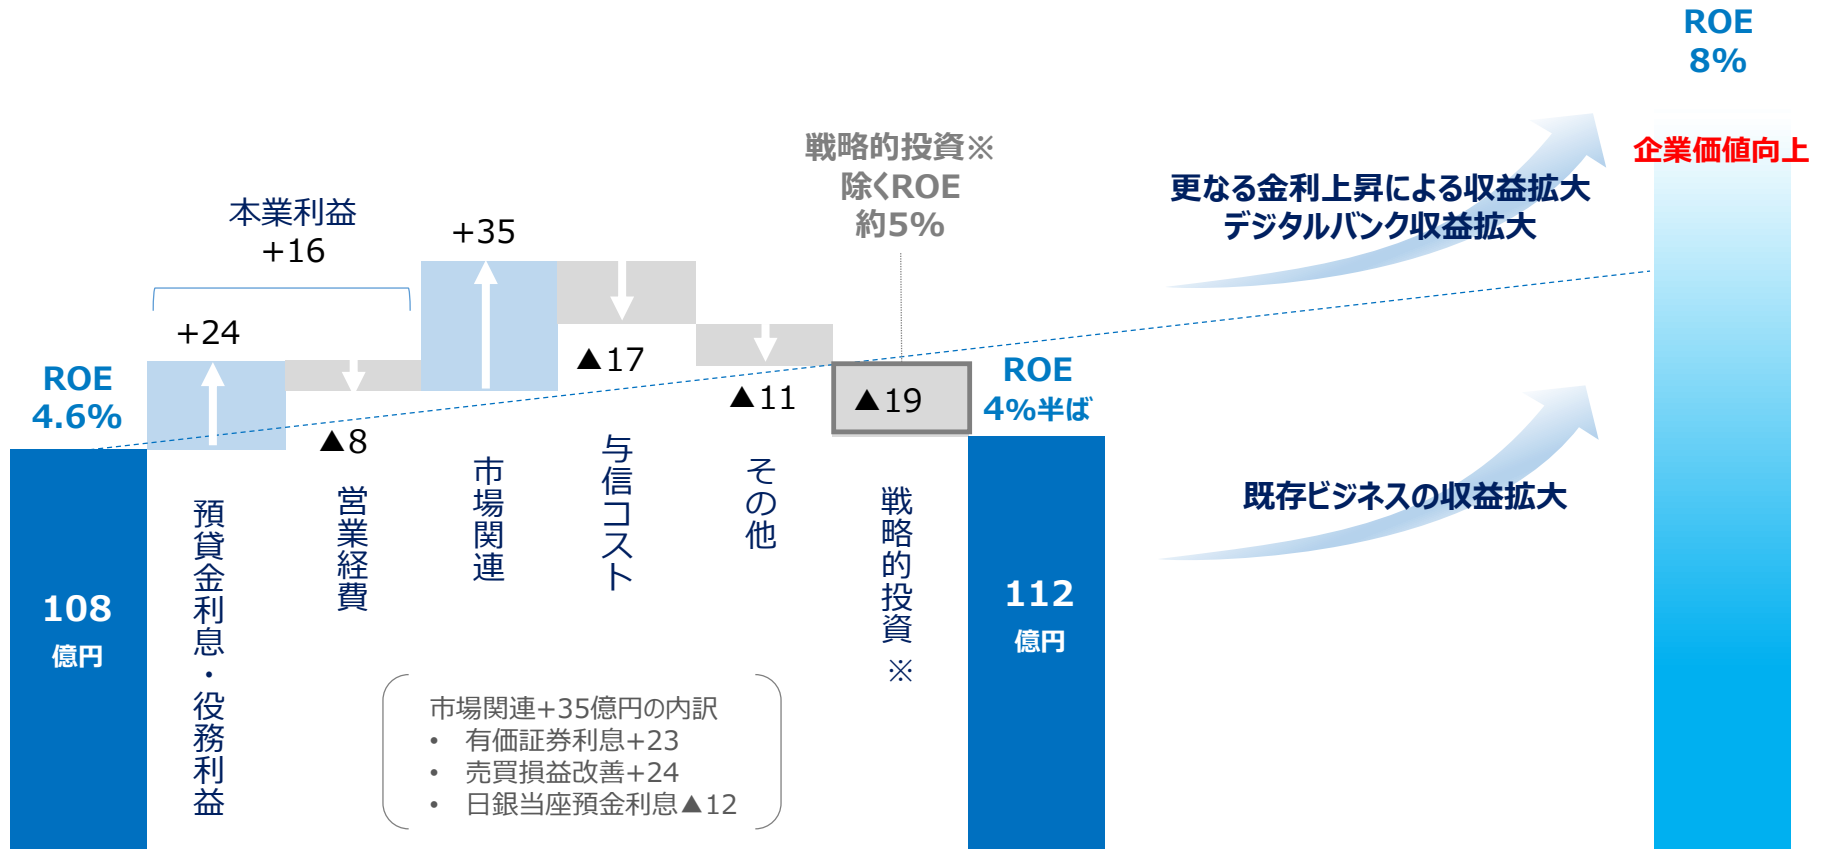 ROE
4.6%
108
億円
本業利益
+16
+24
預貸金利息・役務利益
▲8
営業経費
+35
市場関連
▲17
与信コスト
▲11
その他
戦略的投資※
除くROE
約5%
▲19
戦略的投資※
ROE
4%半ば
112
億円
市場関連+35億円の内訳
• 有価証券利息+23
• 売買損益改善+24
• 日銀当座預金利息▲12
更なる金利上昇による収益拡大
デジタルバンク収益拡大
既存ビジネスの収益拡大
ROE
8%
企業価値向上